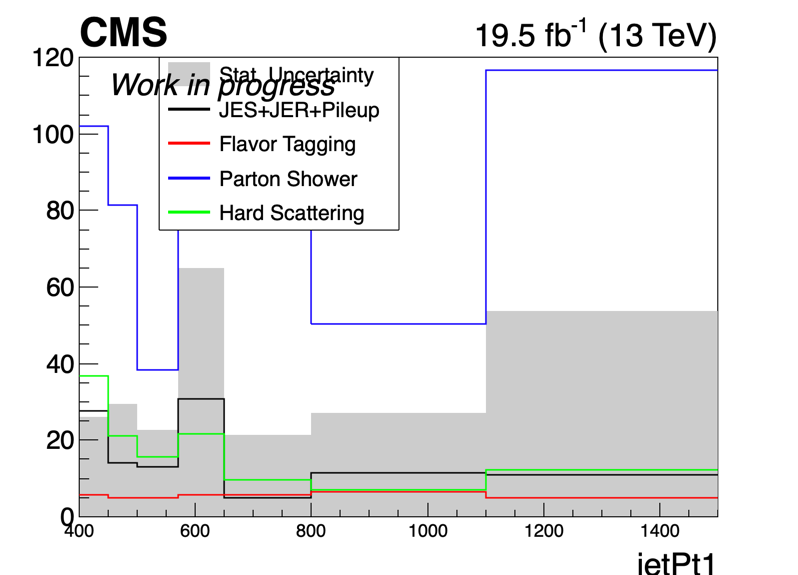 CMS
19.5 fb-1 (13 TeV)
Work in progress
Stat. Uncertainty
JES+JER+Pileup
Flavor Tagging
Parton Shower
Hard Scattering
120
100
80
60
40
20
0
400 600 800 1000 1200 1400
jetPt1